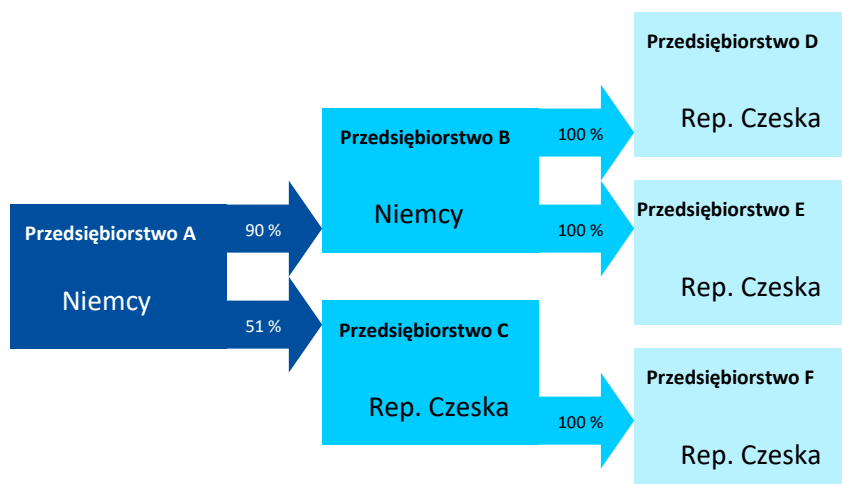 Przedsiębiorstwo A
Niemcy
90 %
51 %
Przedsiębiorstwo B
Niemcy
100 %
100 %
Przedsiębiorstwo C
Rep. Czeska
100 %
Przedsiębiorstwo D
Rep. Czeska
Przedsiębiorstwo E
Rep. Czeska
Przedsiębiorstwo F
Rep. Czeska